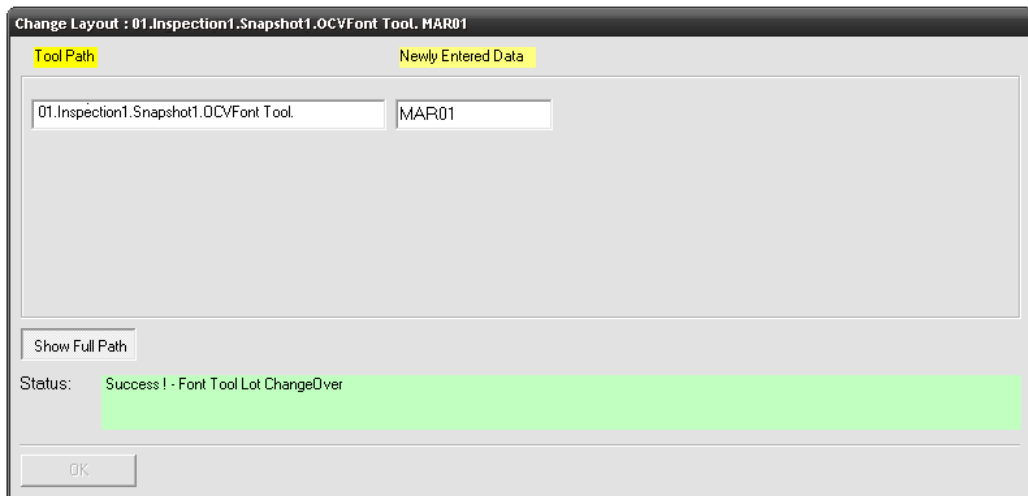 Change Layout : 01.Inspection1.Snapshot1.OCVFont Tool. MAR01
Tool Path Newly Entered Data
01.Inspection1.Snapshot1.OCVFont Tool. MAR01
Show Full Path
Status: Success ! - Font Tool Lot ChangeOver
OK